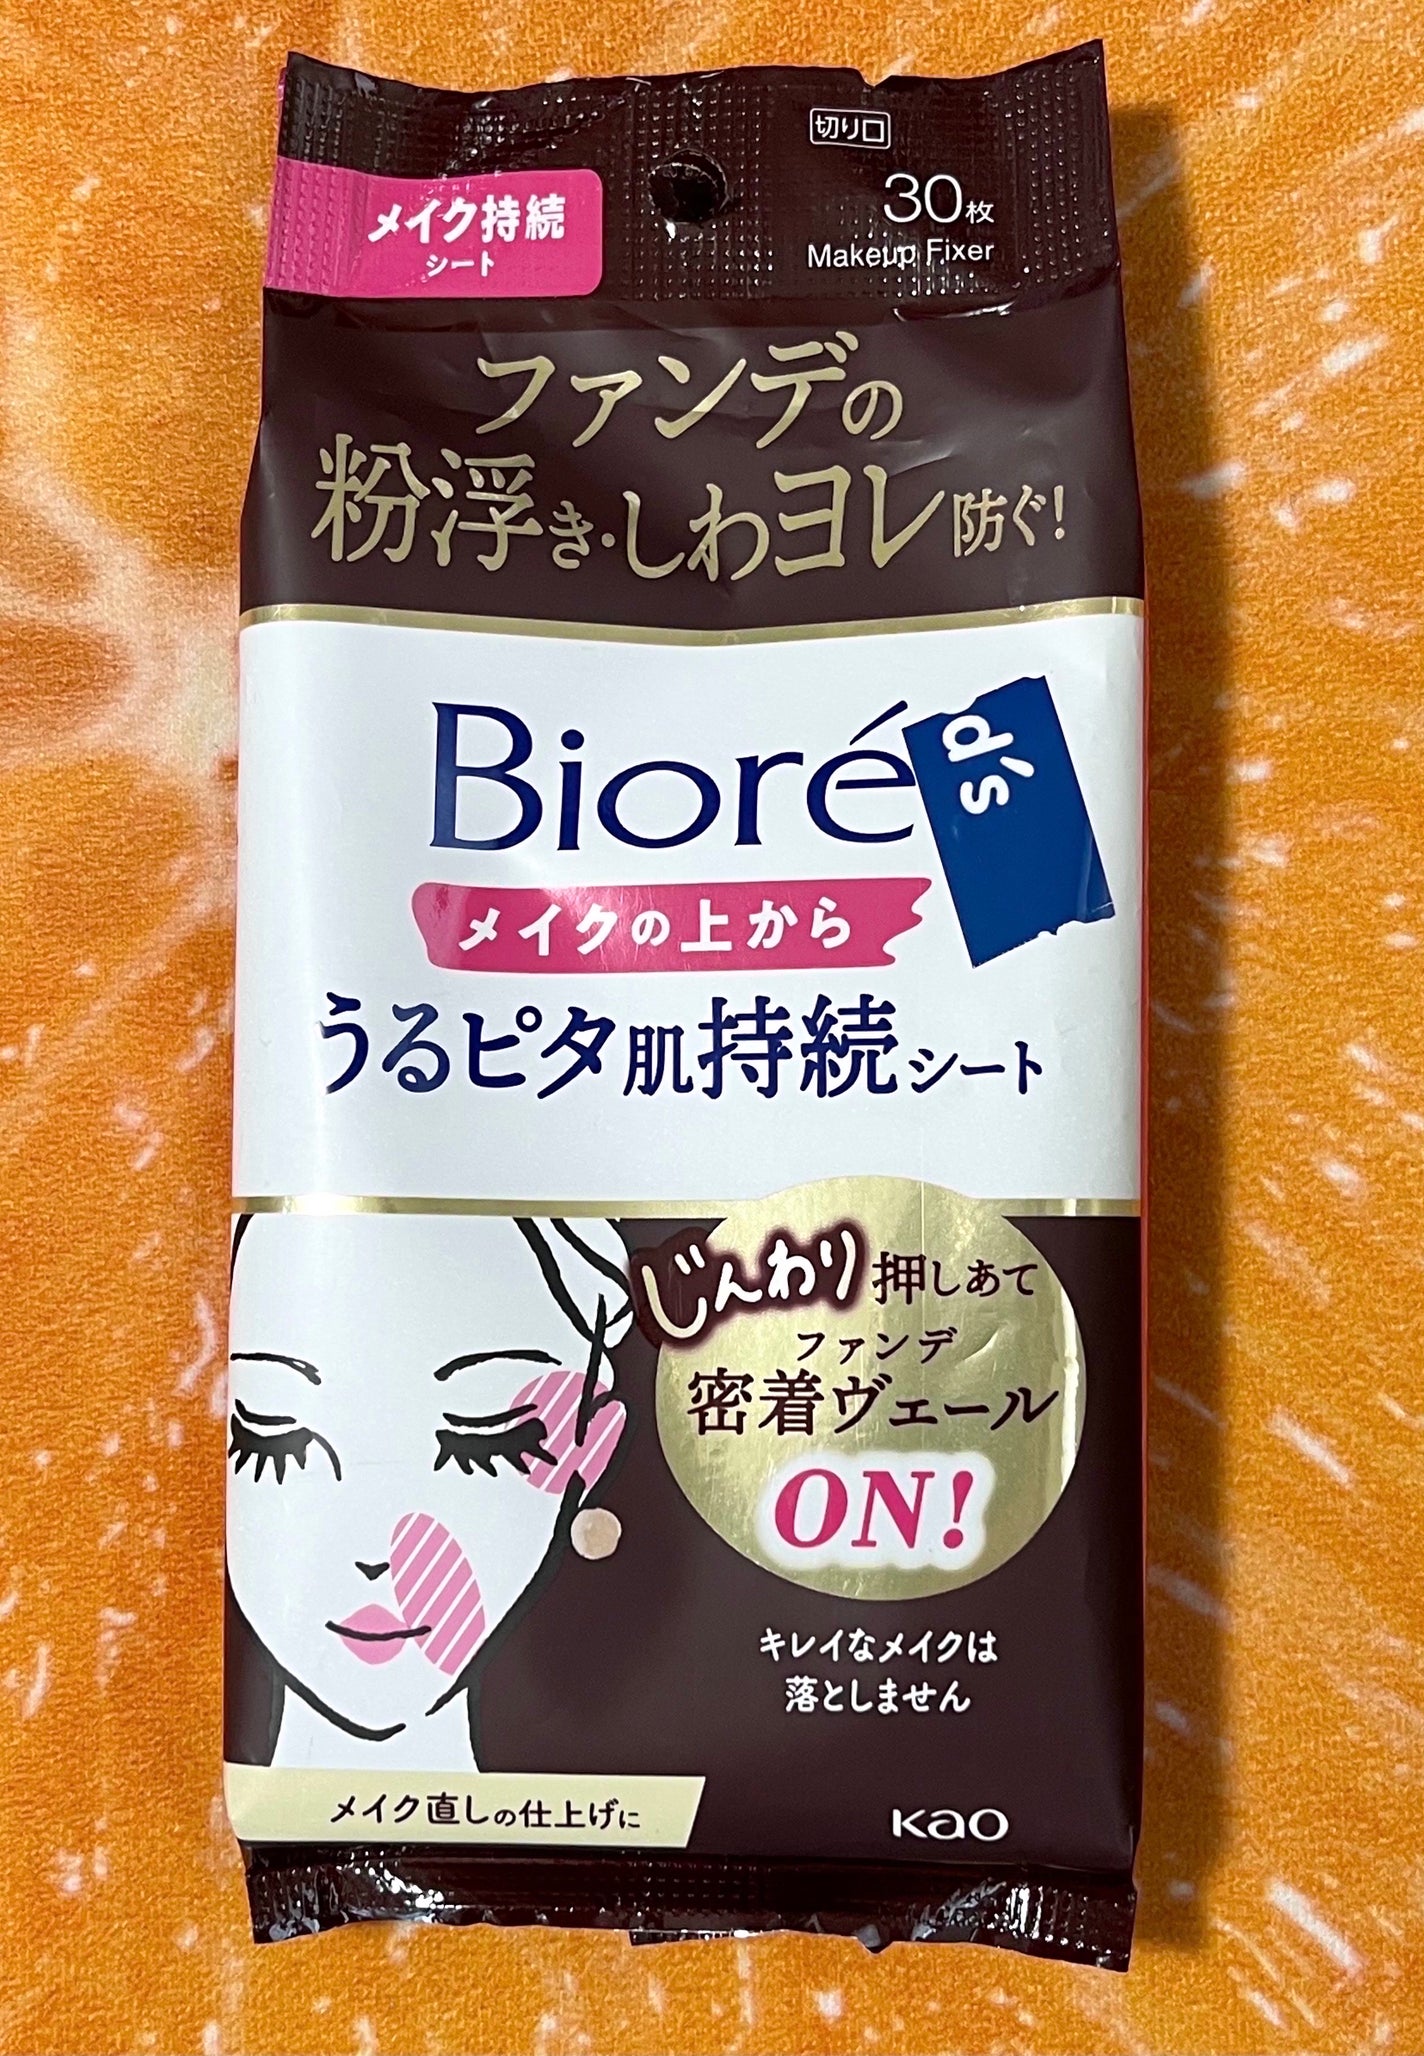 切り口
メイク持続
シート
30枚
Makeup Fixer
ファンデの
粉浮き・しわヨレ防ぐ!
Bioré
d's
メイクの上から
うるピタ肌持続シート
じんわり押しあて
ファンデ
密着ヴェール
ON!
キレイなメイクは
落としません
メイク直しの仕上げに
Kao